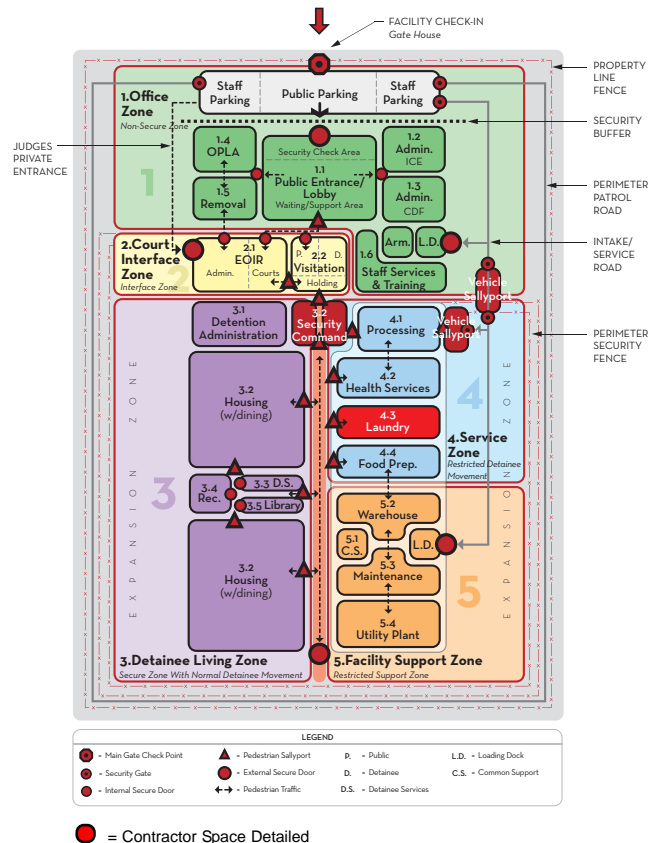 FACILITY CHECK-IN
Gate House
PROPERTY
LINE
FENCE
SECURITY
BUFFER
PERIMETER
PATROL
ROAD
INTAKE/
SERVICE
ROAD
PERIMETER
SECURITY
FENCE
JUDGES
PRIVATE
ENTRANCE
1.Office
Zone
Non-Secure Zone
1
Staff
Parking
Public Parking
Staff
Parking
1.4
OPLA
1.5
Removal
Security Check Area
1.1
Public Entrance/
Lobby
Waiting/Support Area
1.2
Admin.
ICE
1.3
Admin.
CDF
1.6
Arm.
L.D.
Staff Services
& Training
2.Court
Interface
Zone
Interface Zone
2
2.1
EOIR
Admin.
Courts
P.
D.
2.2
Visitation
Holding
Vehicle
Sallyport
3.1
Detention
Administration
3.2
Security
Command
4.1
Processing
Vehicle
Sallyport
4.2
Health Services
4.3
Laundry
4.4
Food Prep.
4
4.Service
Zone
Restricted Detainee
Movement
EXPANSION ZONE
3.2
Housing
(w/dining)
3
3.4
Rec.
3.3 D.S.
3.5 Library
3.2
Housing
(w/dining)
5.2
Warehouse
5.1
C.S.
L.D.
5.3
Maintenance
5.4
Utility Plant
5
EXPANSION ZONE
3.Detainee Living Zone
Secure Zone With Normal Detainee Movement
5.Facility Support Zone
Restricted Support Zone
LEGEND
- Main Gate Check Point
- Security Gate
- Internal Secure Door
- Pedestrian Sallyport
- External Secure Door
- Pedestrian Traffic
P. - Public
D. - Detainee
D.S. - Detainee Services
L.D. - Loading Dock
C.S. - Common Support
= Contractor Space Detailed